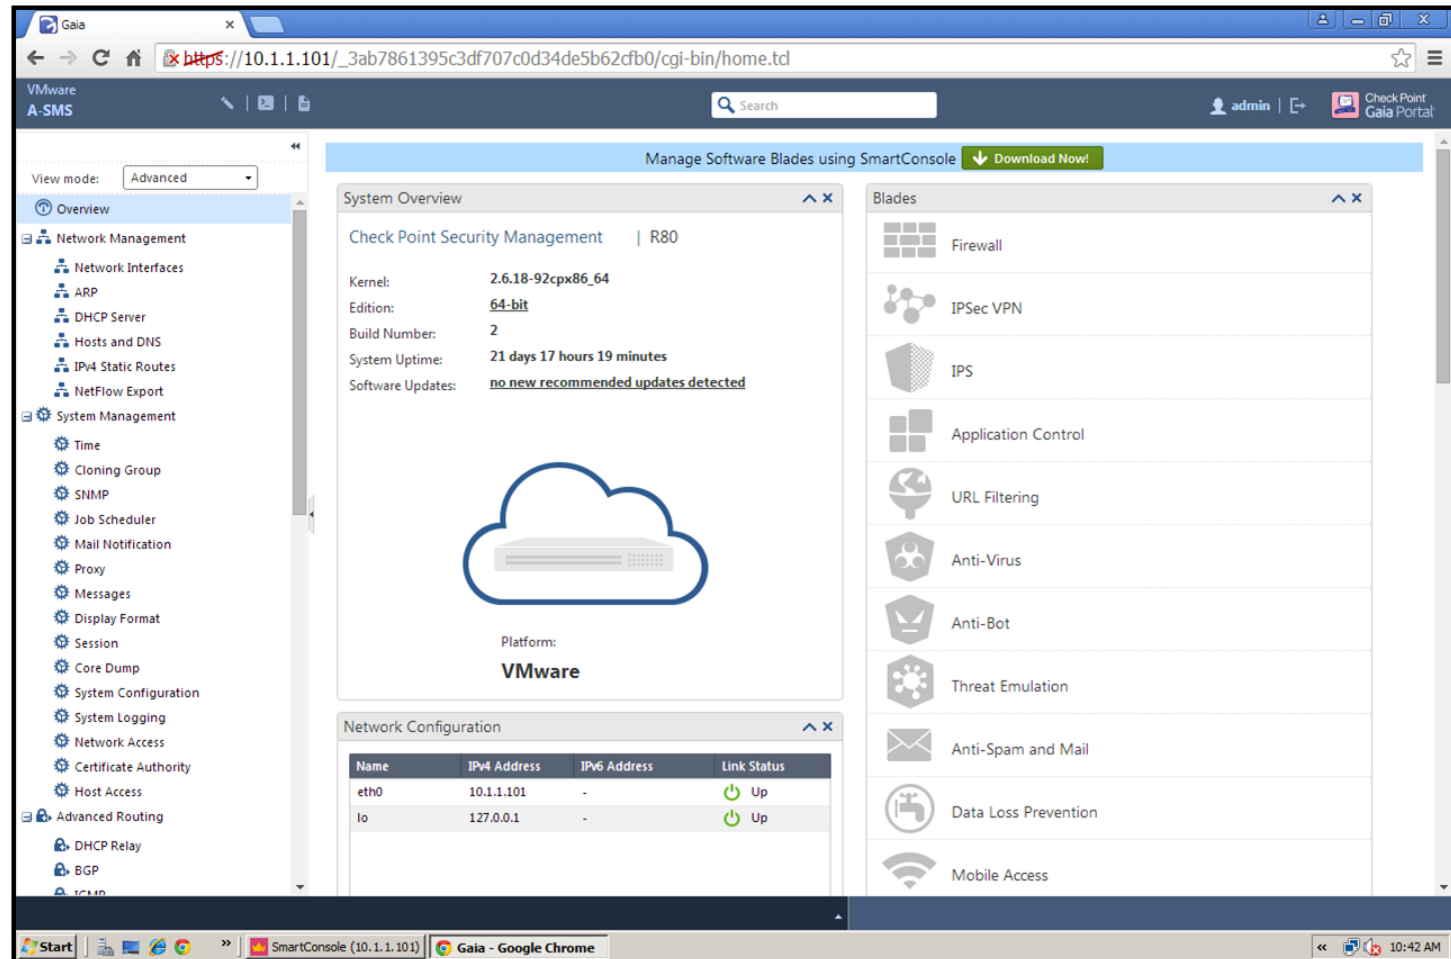 Gaia
https://10.1.1.101/_3ab7861395c3df707c0d34de5b62cfb0/cgi-bin/home.tcl
VMware
A-SMS
Search
admin
Check Point
Gaia Portal
View mode: Advanced
Overview
Network Management
Network Interfaces
ARP
DHCP Server
Hosts and DNS
IPv4 Static Routes
NetFlow Export
System Management
Time
Cloning Group
SNMP
Job Scheduler
Mail Notification
Proxy
Messages
Display Format
Session
Core Dump
System Configuration
System Logging
Network Access
Certificate Authority
Host Access
Advanced Routing
DHCP Relay
BGP
Manage Software Blades using SmartConsole Download Now!
System Overview
Check Point Security Management | R80
Kernel: 2.6.18-92cpx86_64
Edition: 64-bit
Build Number: 2
System Uptime: 21 days 17 hours 19 minutes
Software Updates: no new recommended updates detected
Platform:
VMware
Network Configuration
Name IPv4 Address IPv6 Address Link Status
eth0 10.1.1.101 - Up
lo 127.0.0.1 - Up
Blades
Firewall
IPSec VPN
IPS
Application Control
URL Filtering
Anti-Virus
Anti-Bot
Threat Emulation
Anti-Spam and Mail
Data Loss Prevention
Mobile Access
Start
SmartConsole (10.1.1.101)
Gaia - Google Chrome
10:42 AM